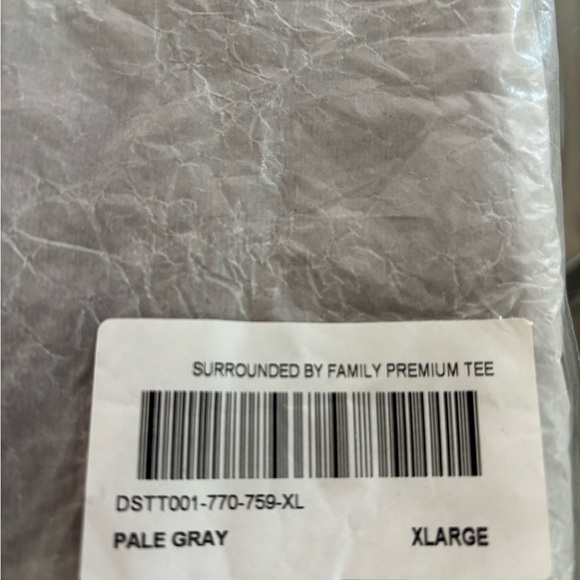 SURROUNDED BY FAMILY PREMIUM TEE
DSTT001-770-759-XL
PALE GRAY XLARGE